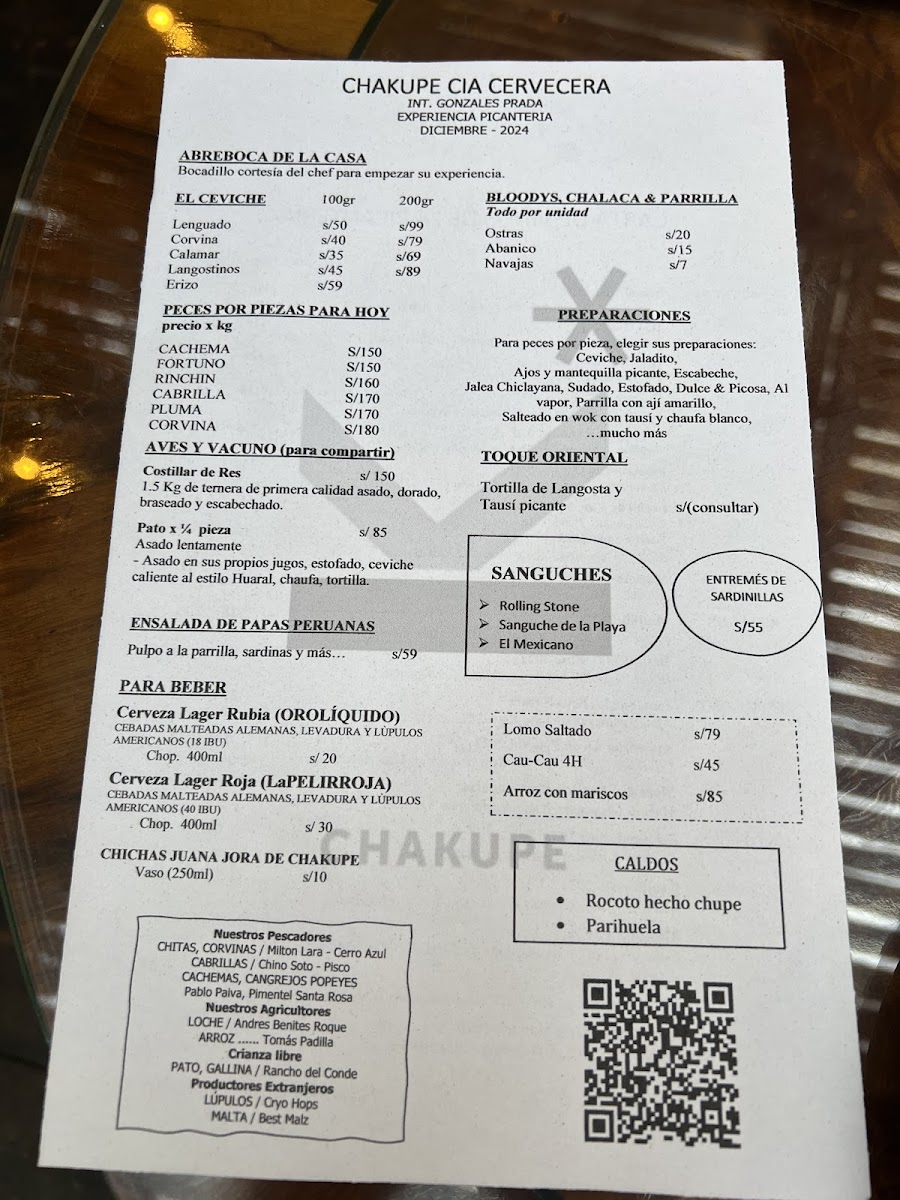 CHAKUPE CIA CERVECERA
INT. GONZALES PRADA
EXPERIENCIA PICANTERIA
DICIEMBRE - 2024
ABREBOCA DE LA CASA
Bocadillo cortesía del chef para empezar su experiencia.
EL CEVICHE 100gr 200gr
Lenguado s/50 s/99
Corvina s/40 s/79
Calamar s/35 s/69
Langostinos s/45 s/89
Erizo s/59
BLOODYS, CHALACA & PARRILLA
Todo por unidad
Ostras s/20
Abanico s/15
Navajas s/7
PECES POR PIEZAS PARA HOY
precio x kg
CACHEMA S/150
FORTUNO S/150
RINCHIN S/160
CABRILLA S/170
PLUMA S/170
CORVINA S/180
PREPARACIONES
Para peces por pieza, elegir sus preparaciones:
Ceviche, Jaladito,
Ajos y mantequilla picante, Escabeche,
Jalea Chiclayana, Sudado, Estofado, Dulce & Picosa, Al
vapor, Parrilla con ají amarillo,
Salteado en wok con tausí y chaufa blanco,
…mucho más
AVES Y VACUNO (para compartir)
Costillar de Res s/ 150
1.5 Kg de ternera de primera calidad asado, dorado,
braseado y escabechado.
Pato x ¼ pieza s/ 85
Asado lentamente
- Asado en sus propios jugos, estofado, ceviche
caliente al estilo Huaral, chaufa, tortilla.
TOQUE ORIENTAL
Tortilla de Langosta y
Tausí picante s/(consultar)
SANGUCHES
➢ Rolling Stone
➢ Sanguche de la Playa
➢ El Mexicano
ENTREMÉS DE
SARDINILLAS
S/55
ENSALADA DE PAPAS PERUANAS
Pulpo a la parrilla, sardinas y más… s/59
PARA BEBER
Cerveza Lager Rubia (OROLÍQUIDO)
CEBADAS MALTEADAS ALEMANAS, LEVADURA Y LÚPULOS
AMERICANOS (18 IBU)
Chop. 400ml s/ 20
Cerveza Lager Roja (LaPELIRROJA)
CEBADAS MALTEADAS ALEMANAS, LEVADURA Y LÚPULOS
AMERICANOS (40 IBU)
Chop. 400ml s/ 30
CHICHAS JUANA JORA DE CHAKUPE
Vaso (250ml) s/10
Lomo Saltado s/79
Cau-Cau 4H s/45
Arroz con mariscos s/85
CHAKUPE
CALDOS
• Rocoto hecho chupe
• Parihuela
Nuestros Pescadores
CHITAS, CORVINAS / Milton Lara - Cerro Azul
CABRILLAS / Chino Soto - Pisco
CACHEMAS, CANGREJOS POPEYES
Pablo Paiva, Pimentel Santa Rosa
Nuestros Agricultores
LOCHE / Andres Benites Roque
ARROZ ...... Tomás Padilla
Crianza libre
PATO, GALLINA / Rancho del Conde
Productores Extranjeros
LÚPULOS / Cryo Hops
MALTA / Best Malz